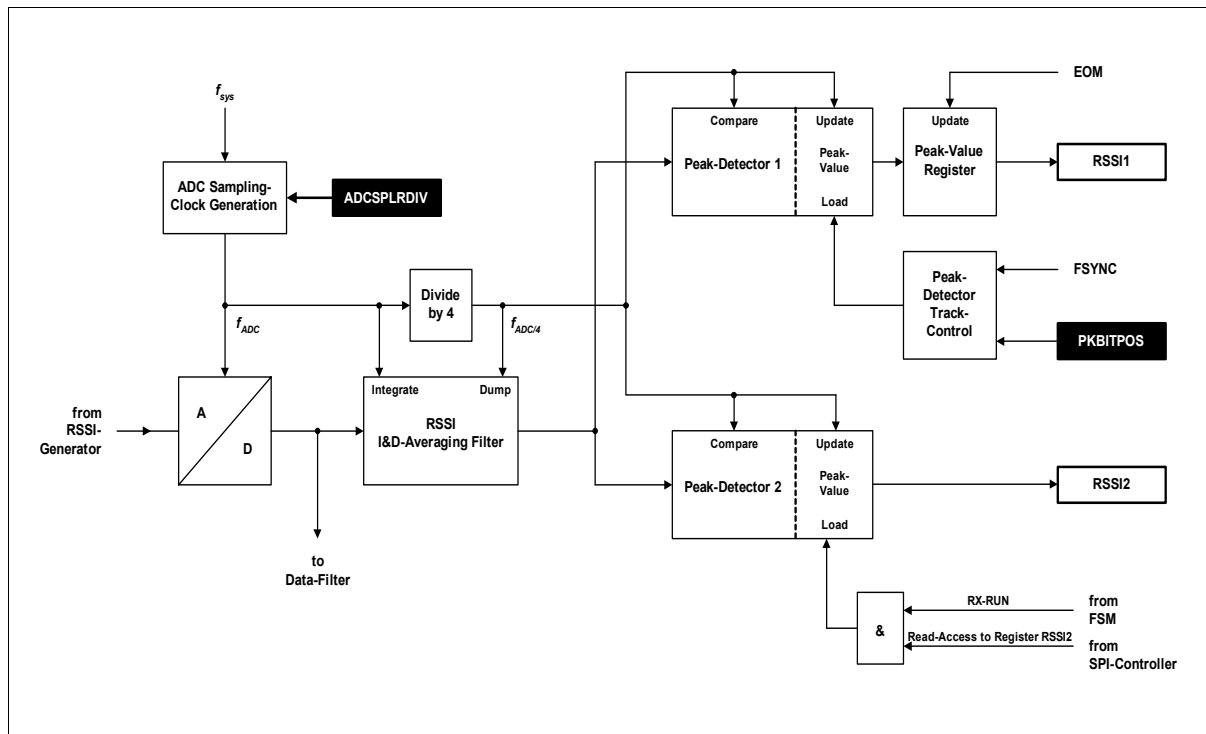 f_sys
ADC Sampling-
Clock Generation
ADCSPLRDIV
f_ADC
Divide
by 4
f_ADC/4
from
RSSI-
Generator
A
D
Integrate
Dump
RSSI
I&D-Averaging Filter
to
Data-Filter
Compare
Peak-Detector 1
Update
Peak-
Value
Load
Update
Peak-Value
Register
EOM
RSSI1
Peak-
Detector
Track-
Control
FSYNC
PKBITPOS
Compare
Peak-Detector 2
Update
Peak-
Value
Load
RSSI2
&
RX-RUN
from
FSM
Read-Access to Register RSSI2
from
SPI-Controller